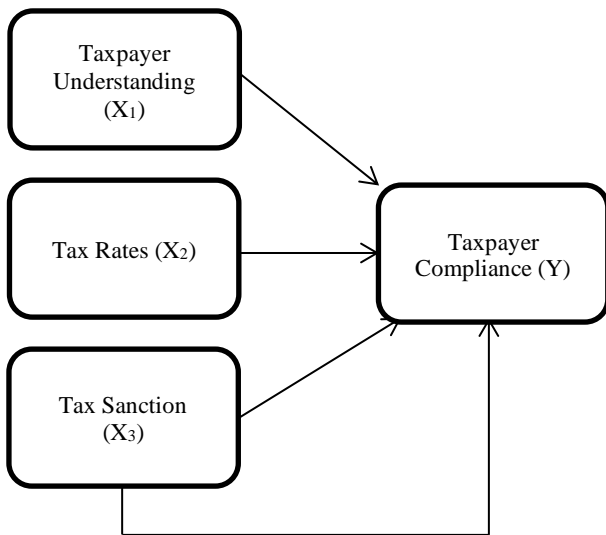 Taxpayer
Understanding
(X₁)
Tax Rates (X₂)
Taxpayer
Compliance (Y)
Tax Sanction
(X₃)